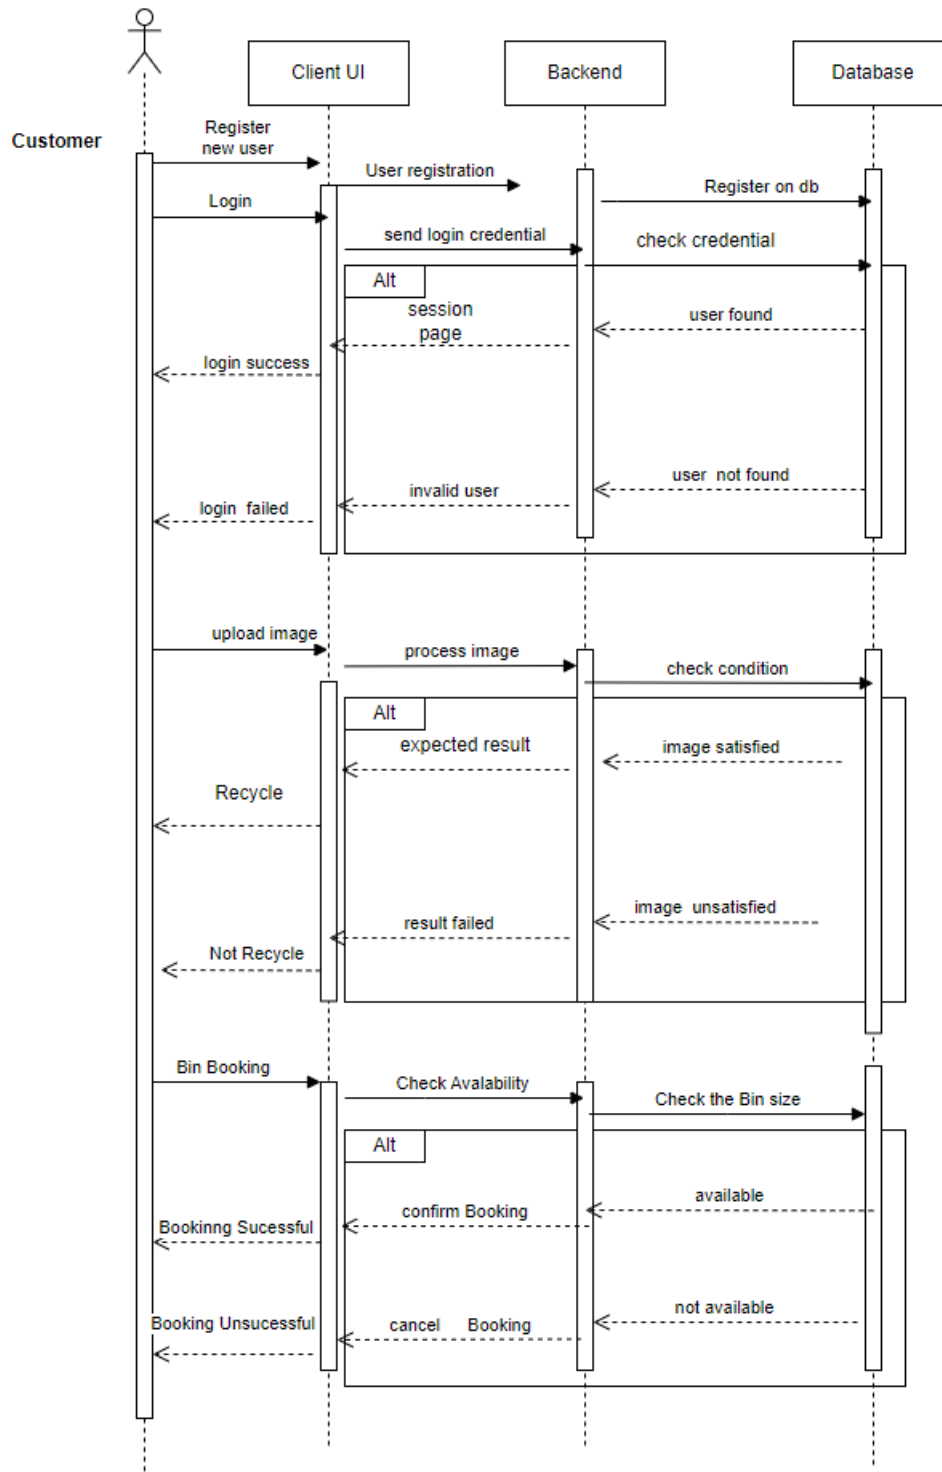 Client UI
Backend
Database
Customer
Register
new user
User registration
Register on db
Login
send login credential
check credential
Alt
session
page
user found
login success
user not found
invalid user
login failed
upload image
process image
check condition
Alt
expected result
image satisfied
Recycle
image unsatisfied
result failed
Not Recycle
Bin Booking
Check Avalability
Check the Bin size
Alt
available
confirm Booking
Bookinng Sucessful
not available
Booking Unsucessful
cancel Booking